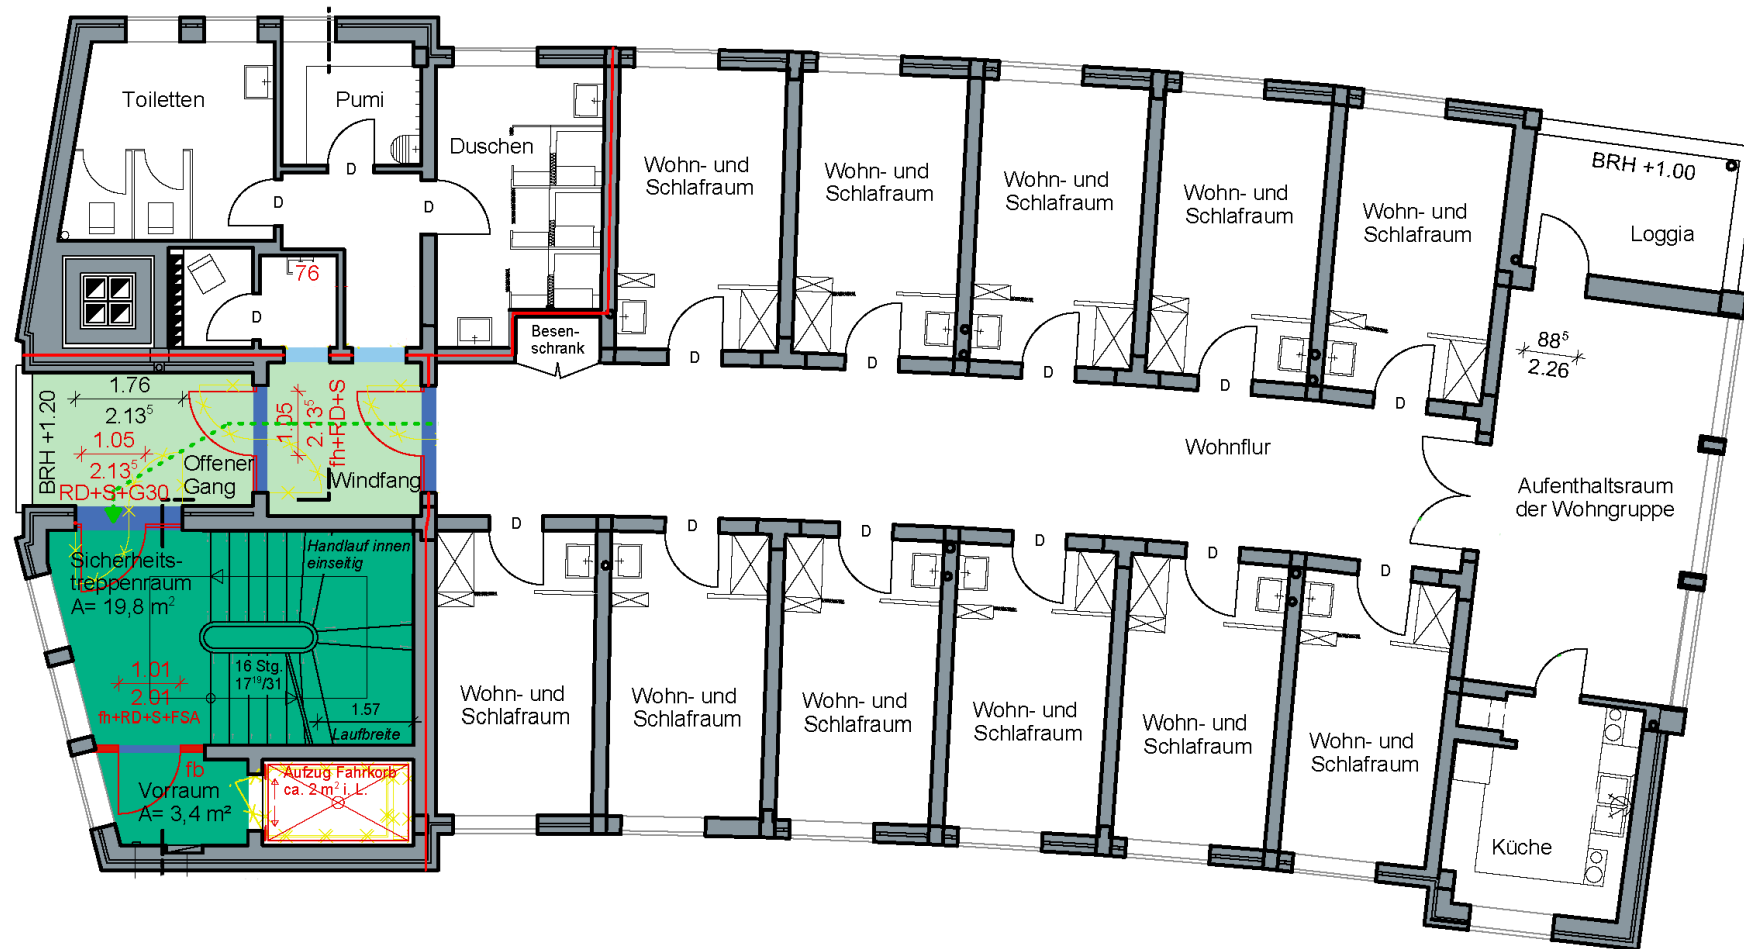 Toiletten
Pumi
Duschen
D
D
D
D
76
Besen-
schrank
Wohn- und
Schlafraum
Wohn- und
Schlafraum
Wohn- und
Schlafraum
Wohn- und
Schlafraum
Wohn- und
Schlafraum
BRH +1.00
Loggia
88⁵
2.26
D
D
D
D
D
BRH +1.20
1.76
2.13⁵
1.05
2.13⁵
RD+S+G30
Offener
Gang
1.05
2.13⁵
fh+RD+S
Windfang
Wohnflur
Aufenthaltsraum
der Wohngruppe
D
D
D
D
D
D
Sicherheits-
treppenraum
A= 19,8 m²
Handlauf innen
einseitig
16 Stg.
17¹⁹/31
1.01
2.01
fh+RD+S+FSA
1.57
Laufbreite
fb
Vorraum
A= 3,4 m²
Aufzug Fahrkorb
ca. 2 m² i. L.
Wohn- und
Schlafraum
Wohn- und
Schlafraum
Wohn- und
Schlafraum
Wohn- und
Schlafraum
Wohn- und
Schlafraum
Wohn- und
Schlafraum
Küche